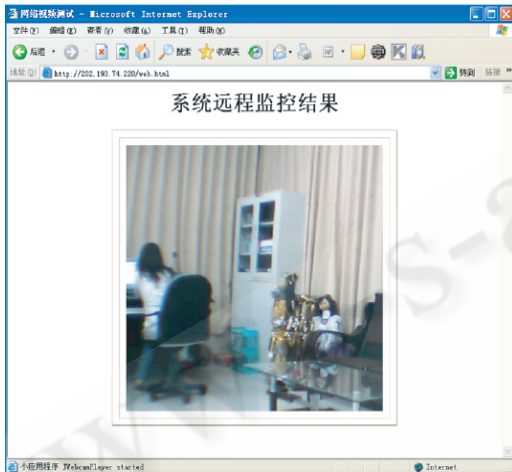 网络视频测试 - Microsoft Internet Explorer
文件(F) 编辑(E) 查看(V) 收藏(A) 工具(T) 帮助(H)
后退 搜索 收藏夹
地址(D) http://202.193.74.220/web.html 转到 链接 »
系统远程监控结果
小应用程序 JWebcamPlayer started Internet